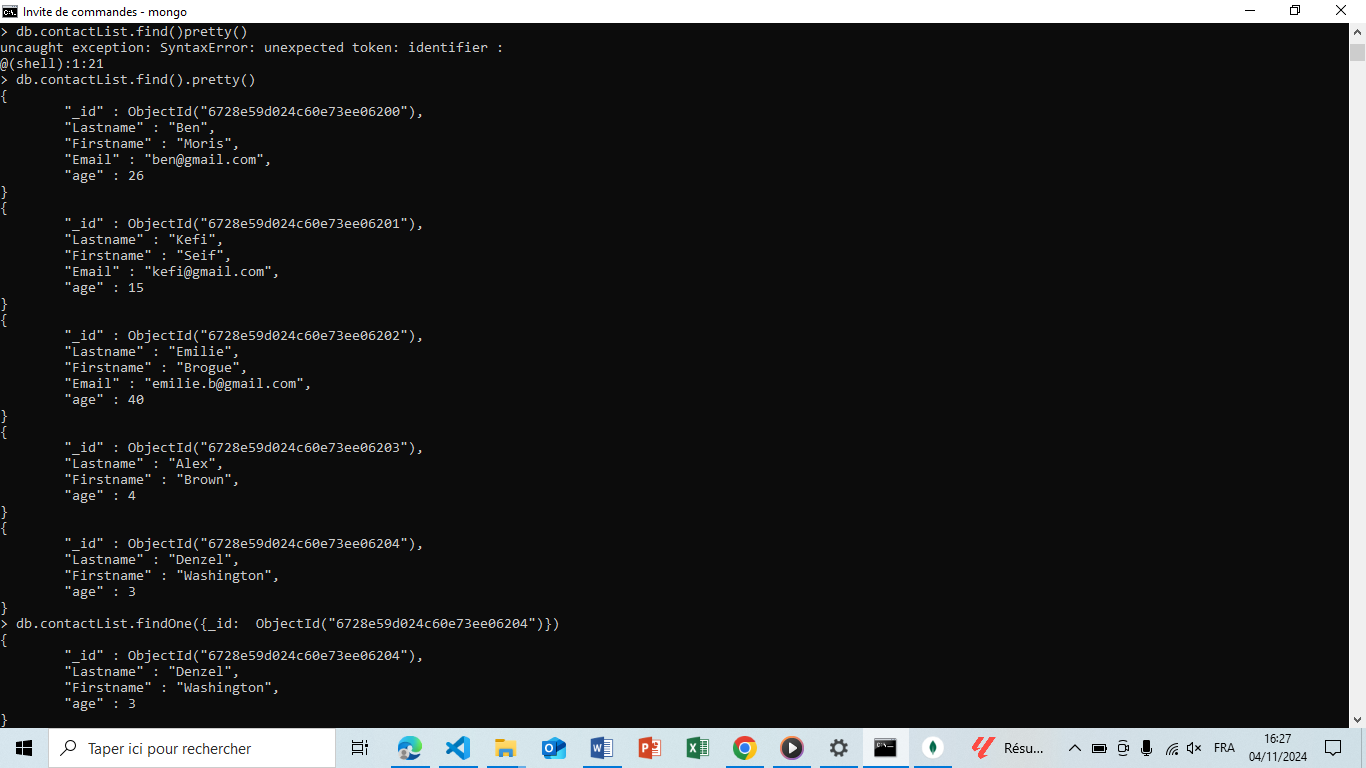 Invite de commandes - mongo
> db.contactList.find()pretty()
uncaught exception: SyntaxError: unexpected token: identifier :
@(shell):1:21
> db.contactList.find().pretty()
{
"_id" : ObjectId("6728e59d024c60e73ee06200"),
"Lastname" : "Ben",
"Firstname" : "Moris",
"Email" : "ben@gmail.com",
"age" : 26
}
{
"_id" : ObjectId("6728e59d024c60e73ee06201"),
"Lastname" : "Kefi",
"Firstname" : "Seif",
"Email" : "kefi@gmail.com",
"age" : 15
}
{
"_id" : ObjectId("6728e59d024c60e73ee06202"),
"Lastname" : "Emilie",
"Firstname" : "Brogue",
"Email" : "emilie.b@gmail.com",
"age" : 40
}
{
"_id" : ObjectId("6728e59d024c60e73ee06203"),
"Lastname" : "Alex",
"Firstname" : "Brown",
"age" : 4
}
{
"_id" : ObjectId("6728e59d024c60e73ee06204"),
"Lastname" : "Denzel",
"Firstname" : "Washington",
"age" : 3
}
> db.contactList.findOne({_id:  ObjectId("6728e59d024c60e73ee06204")})
{
"_id" : ObjectId("6728e59d024c60e73ee06204"),
"Lastname" : "Denzel",
"Firstname" : "Washington",
"age" : 3
}
Taper ici pour rechercher
Résu...
FRA
16:27
04/11/2024